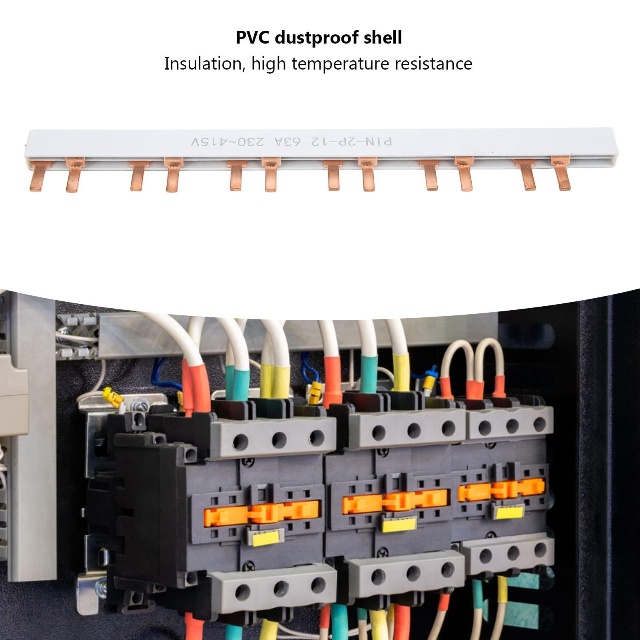 PVC dustproof shell
Insulation, high temperature resistance
PIN-2P-12 63A 230~415V